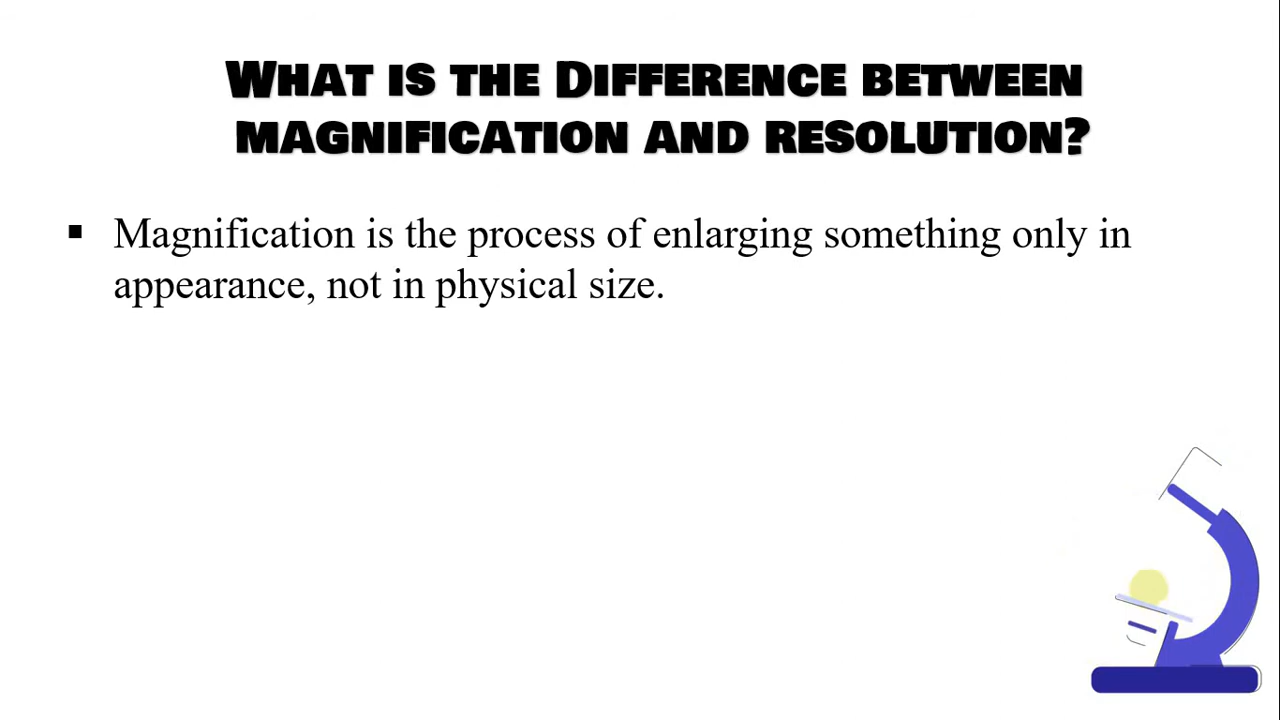 What is the Difference between
magnification and resolution?
▪ Magnification is the process of enlarging something only in
appearance, not in physical size.